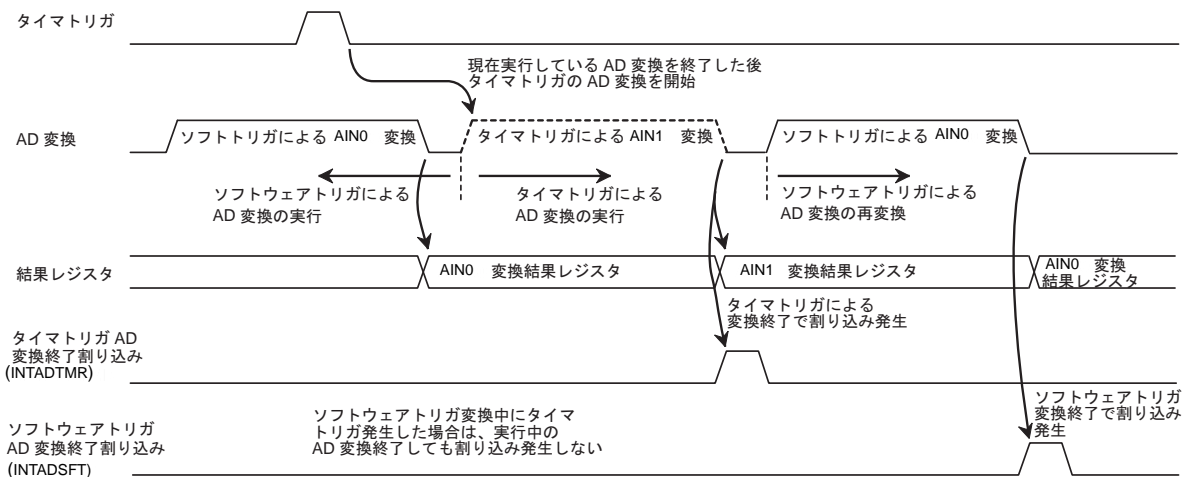 タイマトリガ
現在実行している AD 変換を終了した後
タイマトリガの AD 変換を開始
AD 変換
ソフトトリガによる AIN0 変換
タイマトリガによる AIN1 変換
ソフトトリガによる AIN0 変換
ソフトウェアトリガによる
AD 変換の実行
タイマトリガによる
AD 変換の実行
ソフトウェアトリガによる
AD 変換の再変換
結果レジスタ
AIN0 変換結果レジスタ
AIN1 変換結果レジスタ
AIN0 変換
結果レジスタ
タイマトリガによる
変換終了で割り込み発生
タイマトリガ AD
変換終了割り込み
(INTADTMR)
ソフトウェアトリガ
変換終了で割り込み
発生
ソフトウェアトリガ変換中にタイマ
トリガ発生した場合は、実行中の
AD 変換終了しても割り込み発生しない
ソフトウェアトリガ
AD 変換終了割り込み
(INTADSFT)